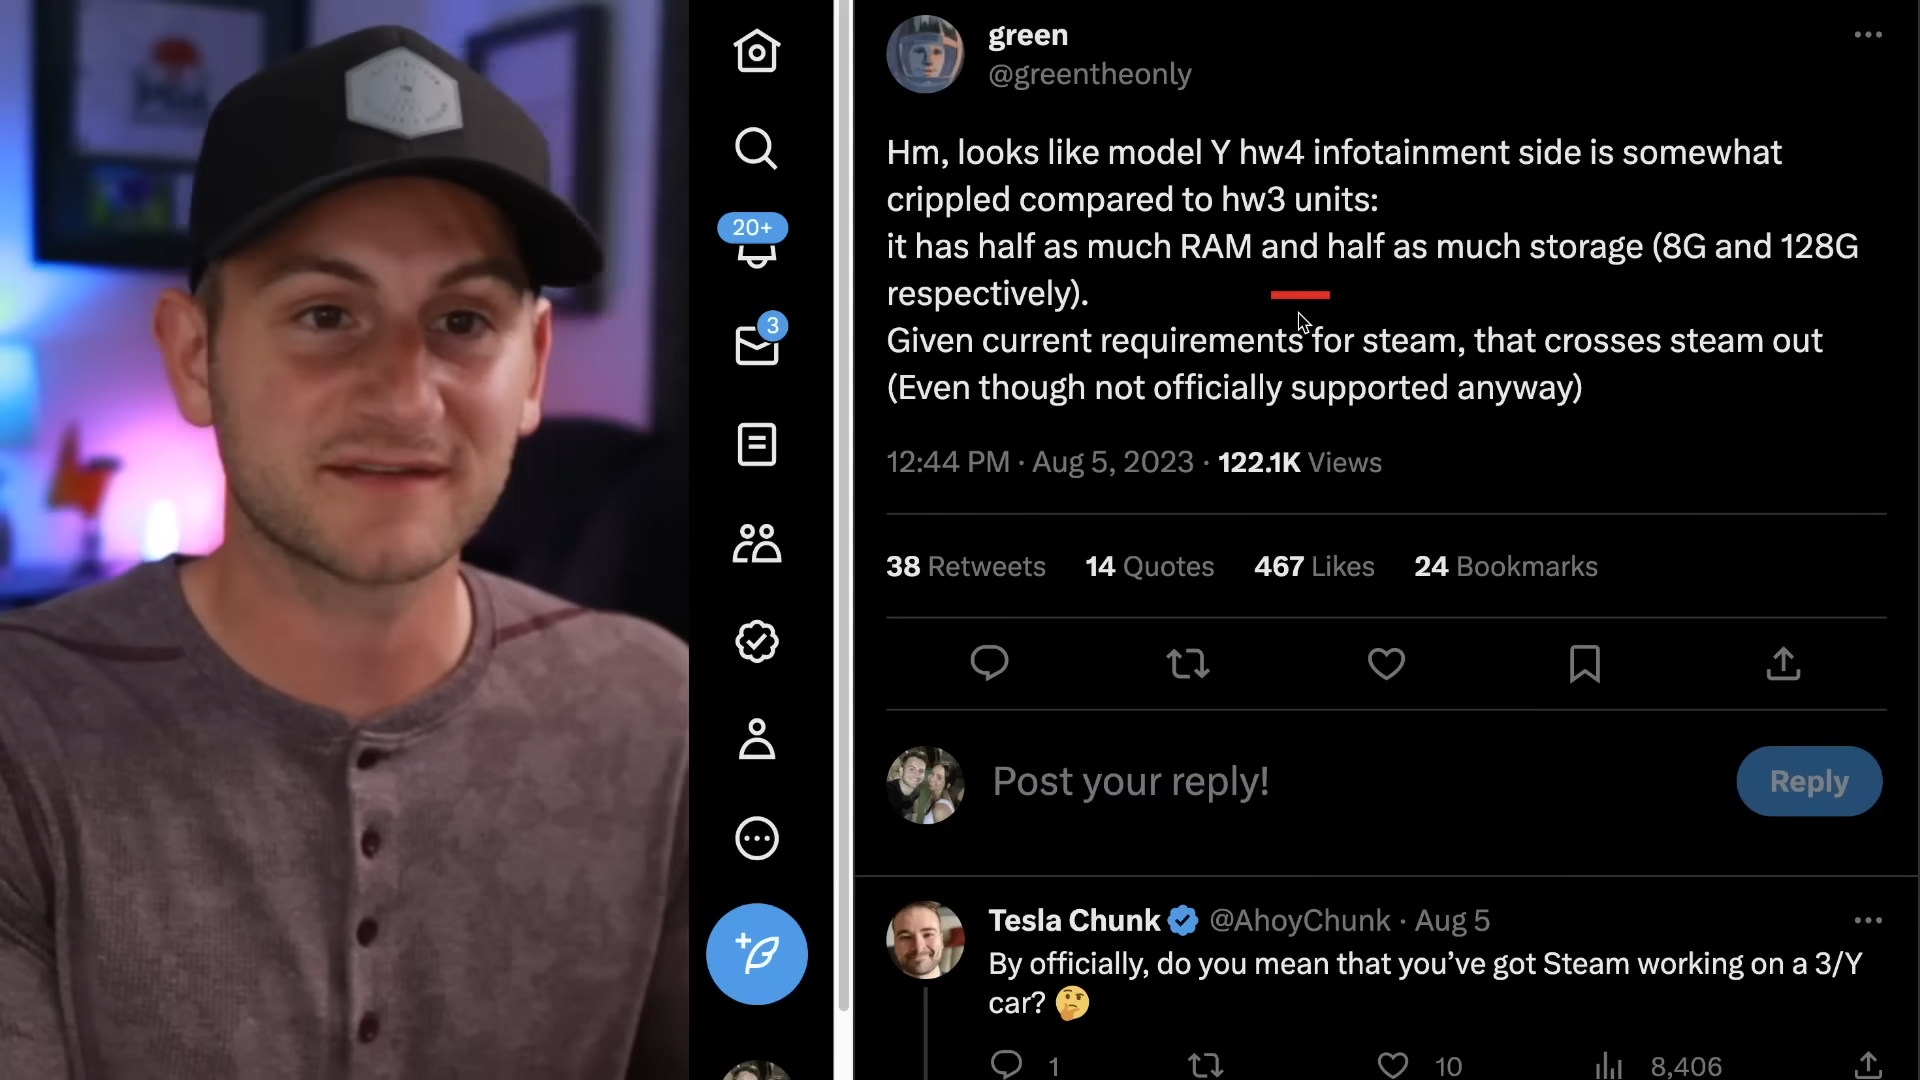 green
@greentheonly
Hm, looks like model Y hw4 infotainment side is somewhat
crippled compared to hw3 units:
it has half as much RAM and half as much storage (8G and 128G
respectively).
Given current requirements for steam, that crosses steam out
(Even though not officially supported anyway)
12:44 PM · Aug 5, 2023 · 122.1K Views
38 Retweets 14 Quotes 467 Likes 24 Bookmarks
Post your reply!
Reply
Tesla Chunk @AhoyChunk · Aug 5
By officially, do you mean that you’ve got Steam working on a 3/Y
car? 🤔
1 10 8,406
20+
3